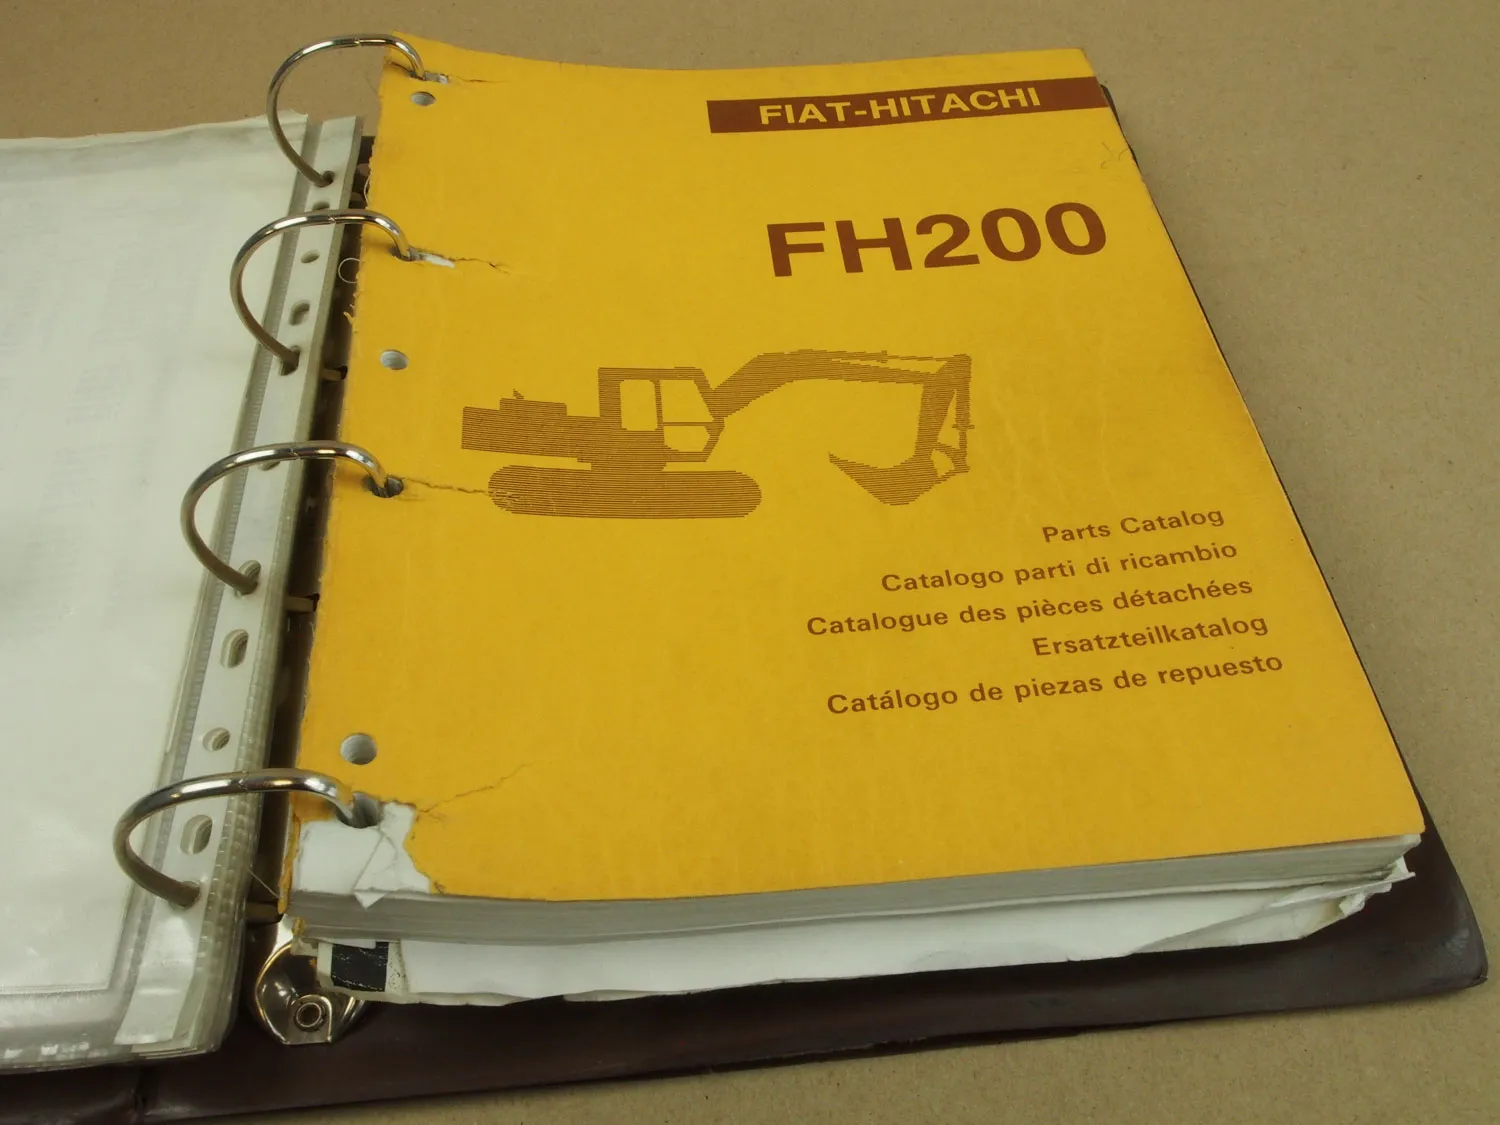 FIAT-HITACHI
FH200
Parts Catalog
Catalogo parti di ricambio
Catalogue des pièces détachées
Ersatzteilkatalog
Catálogo de piezas de repuesto